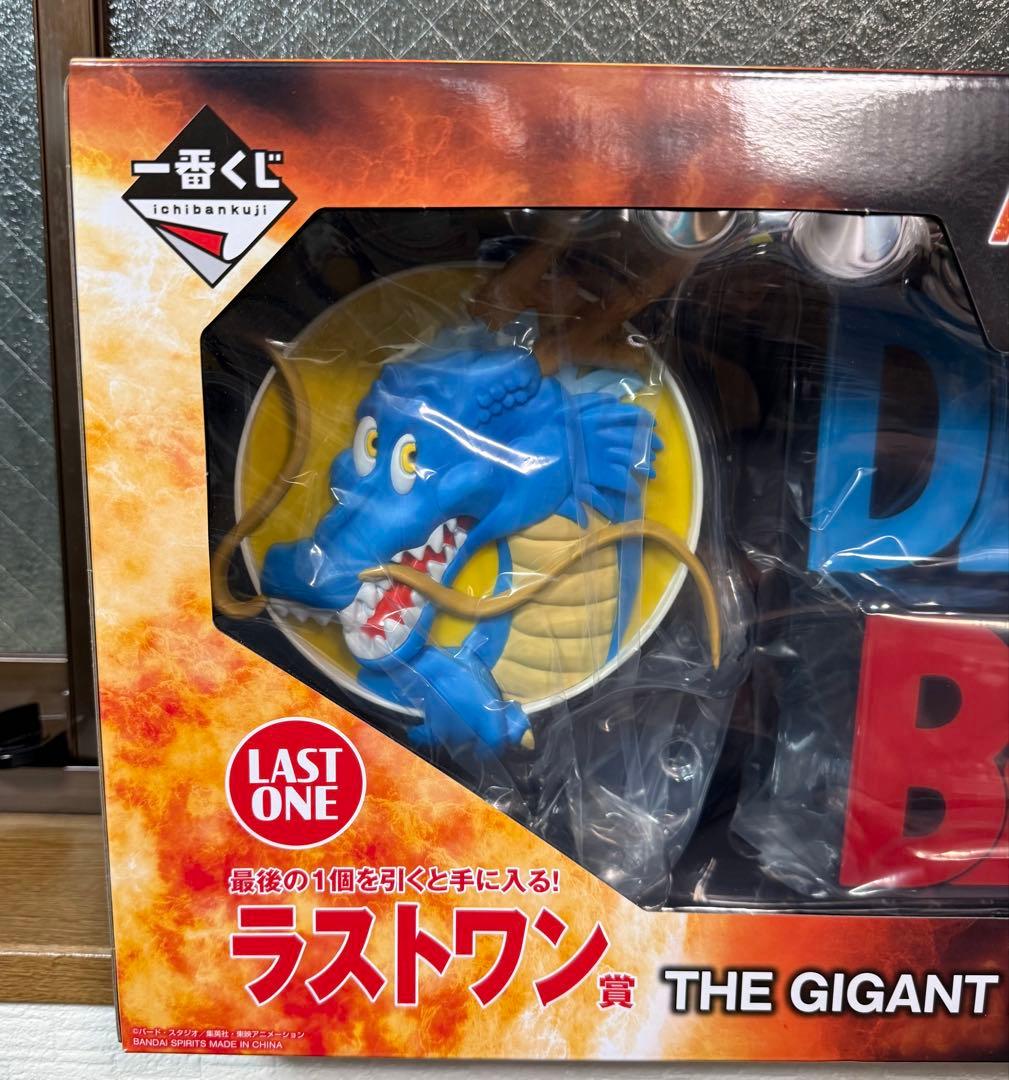 一番くじ
ichibankuji
D
B
LAST
ONE
最後の1個を引くと手に入る!
ラストワン賞
THE GIGANT
©バード・スタジオ/集英社・東映アニメーション
BANDAI SPIRITS MADE IN CHINA